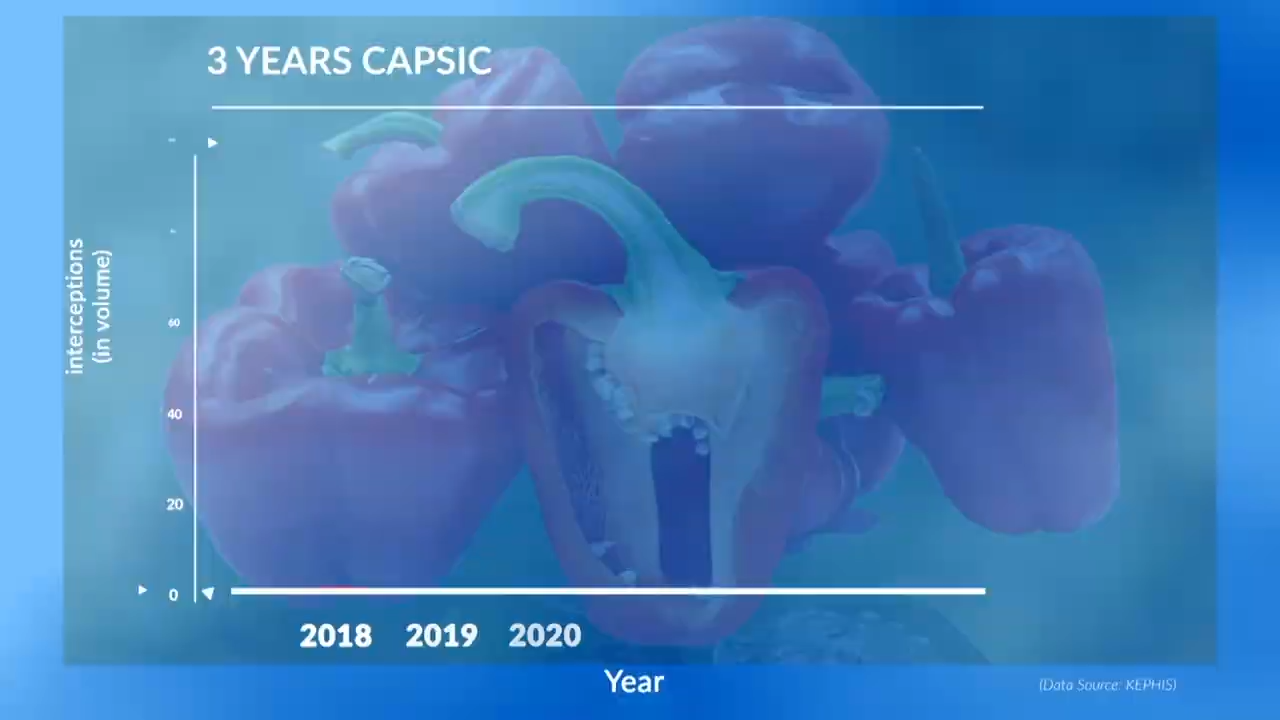 3 YEARS CAPSIC
interceptions
(in volume)
60
40
20
0
2018 2019 2020
Year
(Data Source: KEPHIS)